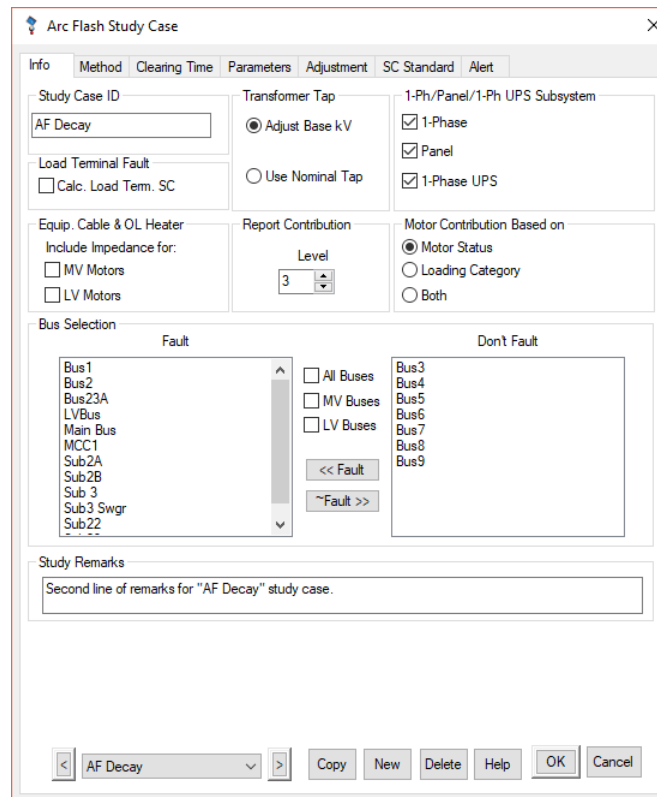 Arc Flash Study Case
Info Method Clearing Time Parameters Adjustment SC Standard Alert
Study Case ID
AF Decay
Load Terminal Fault
Calc. Load Term. SC
Transformer Tap
Adjust Base kV
Use Nominal Tap
1-Ph/Panel/1-Ph UPS Subsystem
1-Phase
Panel
1-Phase UPS
Equip. Cable & OL Heater
Include Impedance for:
MV Motors
LV Motors
Report Contribution
Level
3
Motor Contribution Based on
Motor Status
Loading Category
Both
Bus Selection
Fault
Bus1
Bus2
Bus23A
LVBus
Main Bus
MCC1
Sub2A
Sub2B
Sub 3
Sub3 Swgr
Sub22
All Buses
MV Buses
LV Buses
<< Fault
~Fault >>
Don't Fault
Bus3
Bus4
Bus5
Bus6
Bus7
Bus8
Bus9
Study Remarks
Second line of remarks for "AF Decay" study case.
< AF Decay > Copy New Delete Help OK Cancel